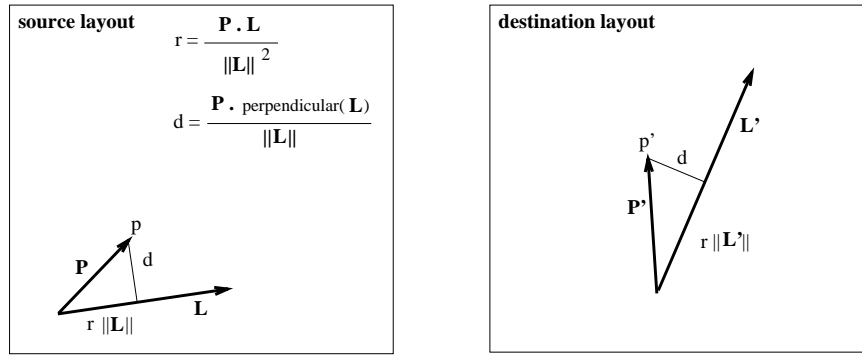 source layout
r = P . L
||L|| 2
d = P . perpendicular( L )
||L||
p
P
d
L
r ||L||
destination layout
L’
p’
d
P’
r ||L’||